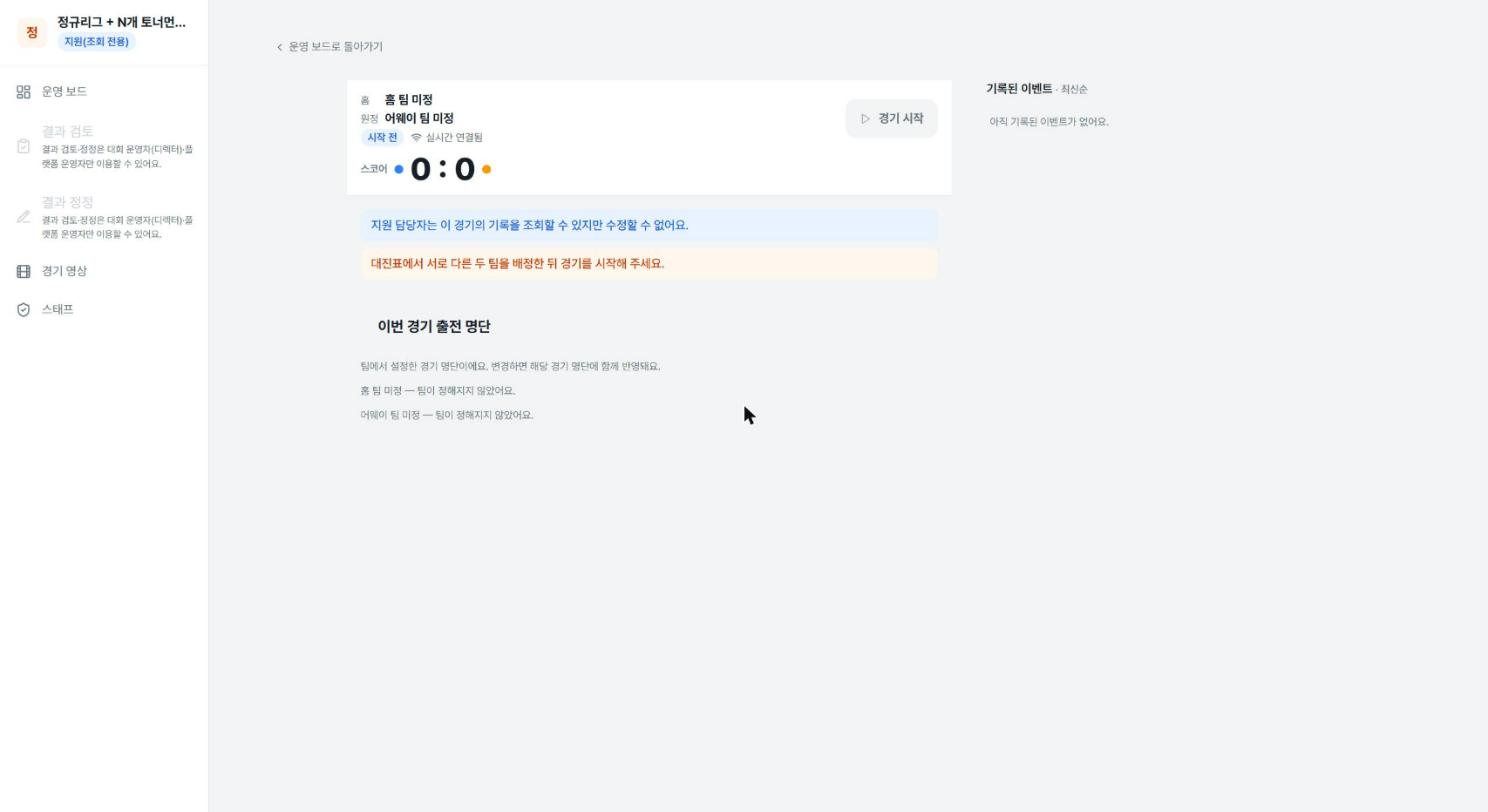 정
정규리그 + N개 토너먼...
지원(조회 전용)
운영 보드
결과 검토
결과 검토·정정은 대회 운영자(디렉터)·플
랫폼 운영자만 이용할 수 있어요.
결과 정정
결과 검토·정정은 대회 운영자(디렉터)·플
랫폼 운영자만 이용할 수 있어요.
경기 영상
스태프
운영 보드로 돌아가기
홈 홈 팀 미정
원정 어웨이 팀 미정
시작 전 실시간 연결됨
스코어 0 : 0
경기 시작
지원 담당자는 이 경기의 기록을 조회할 수 있지만 수정할 수 없어요.
대진표에서 서로 다른 두 팀을 배정한 뒤 경기를 시작해 주세요.
이번 경기 출전 명단
팀에서 설정한 경기 명단이에요. 변경하면 해당 경기 명단에 함께 반영돼요.
홈 팀 미정 — 팀이 정해지지 않았어요.
어웨이 팀 미정 — 팀이 정해지지 않았어요.
기록된 이벤트 · 최신순
아직 기록된 이벤트가 없어요.